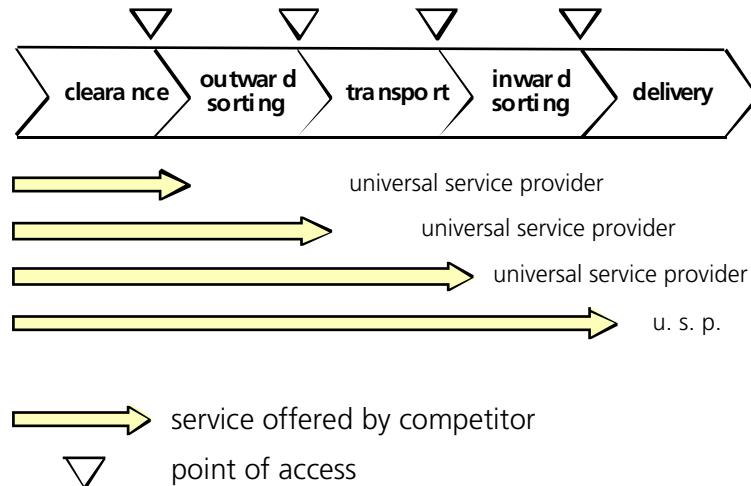 clearance
outward
sorting
transport
inward
sorting
delivery
universal service provider
universal service provider
universal service provider
u. s. p.
service offered by competitor
point of access